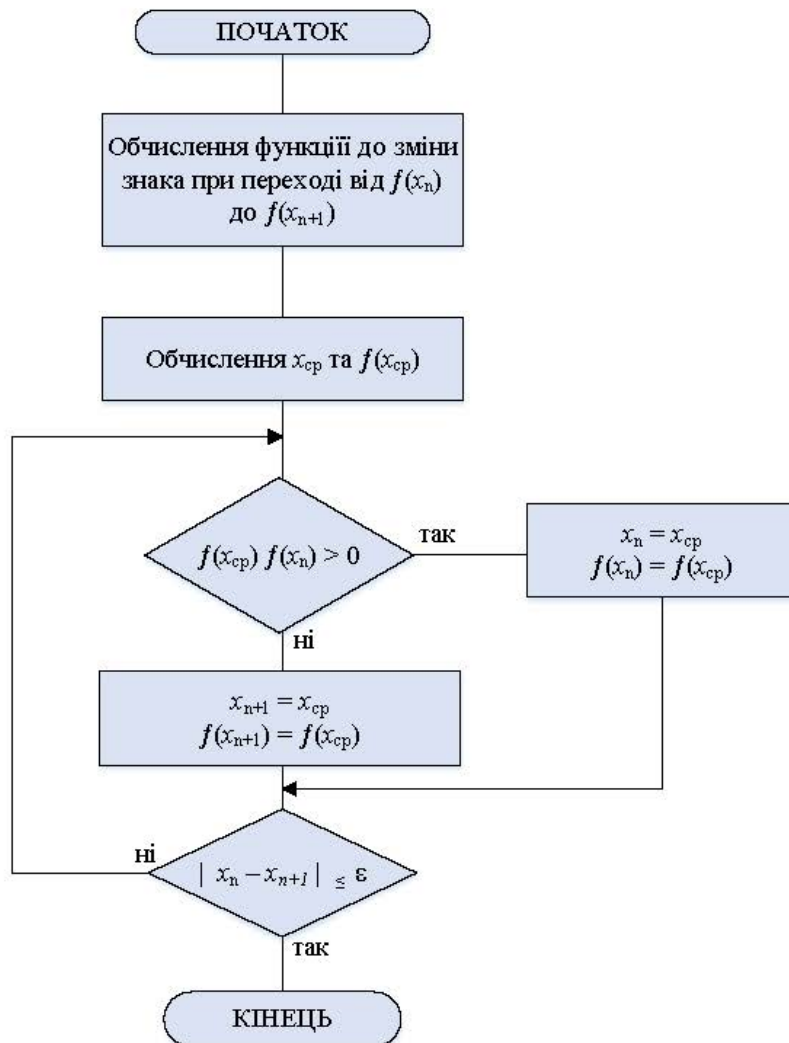 ПОЧАТОК
Обчислення функціїї до зміни
знака при переході від f(xₙ)
до f(xₙ₊₁)
Обчислення xср та f(xср)
f(xср) f(xₙ) > 0
так
xₙ = xср
f(xₙ) = f(xср)
ні
xₙ₊₁ = xср
f(xₙ₊₁) = f(xср)
ні
| xₙ – xₙ₊₁ | ≤ ε
так
КІНЕЦЬ